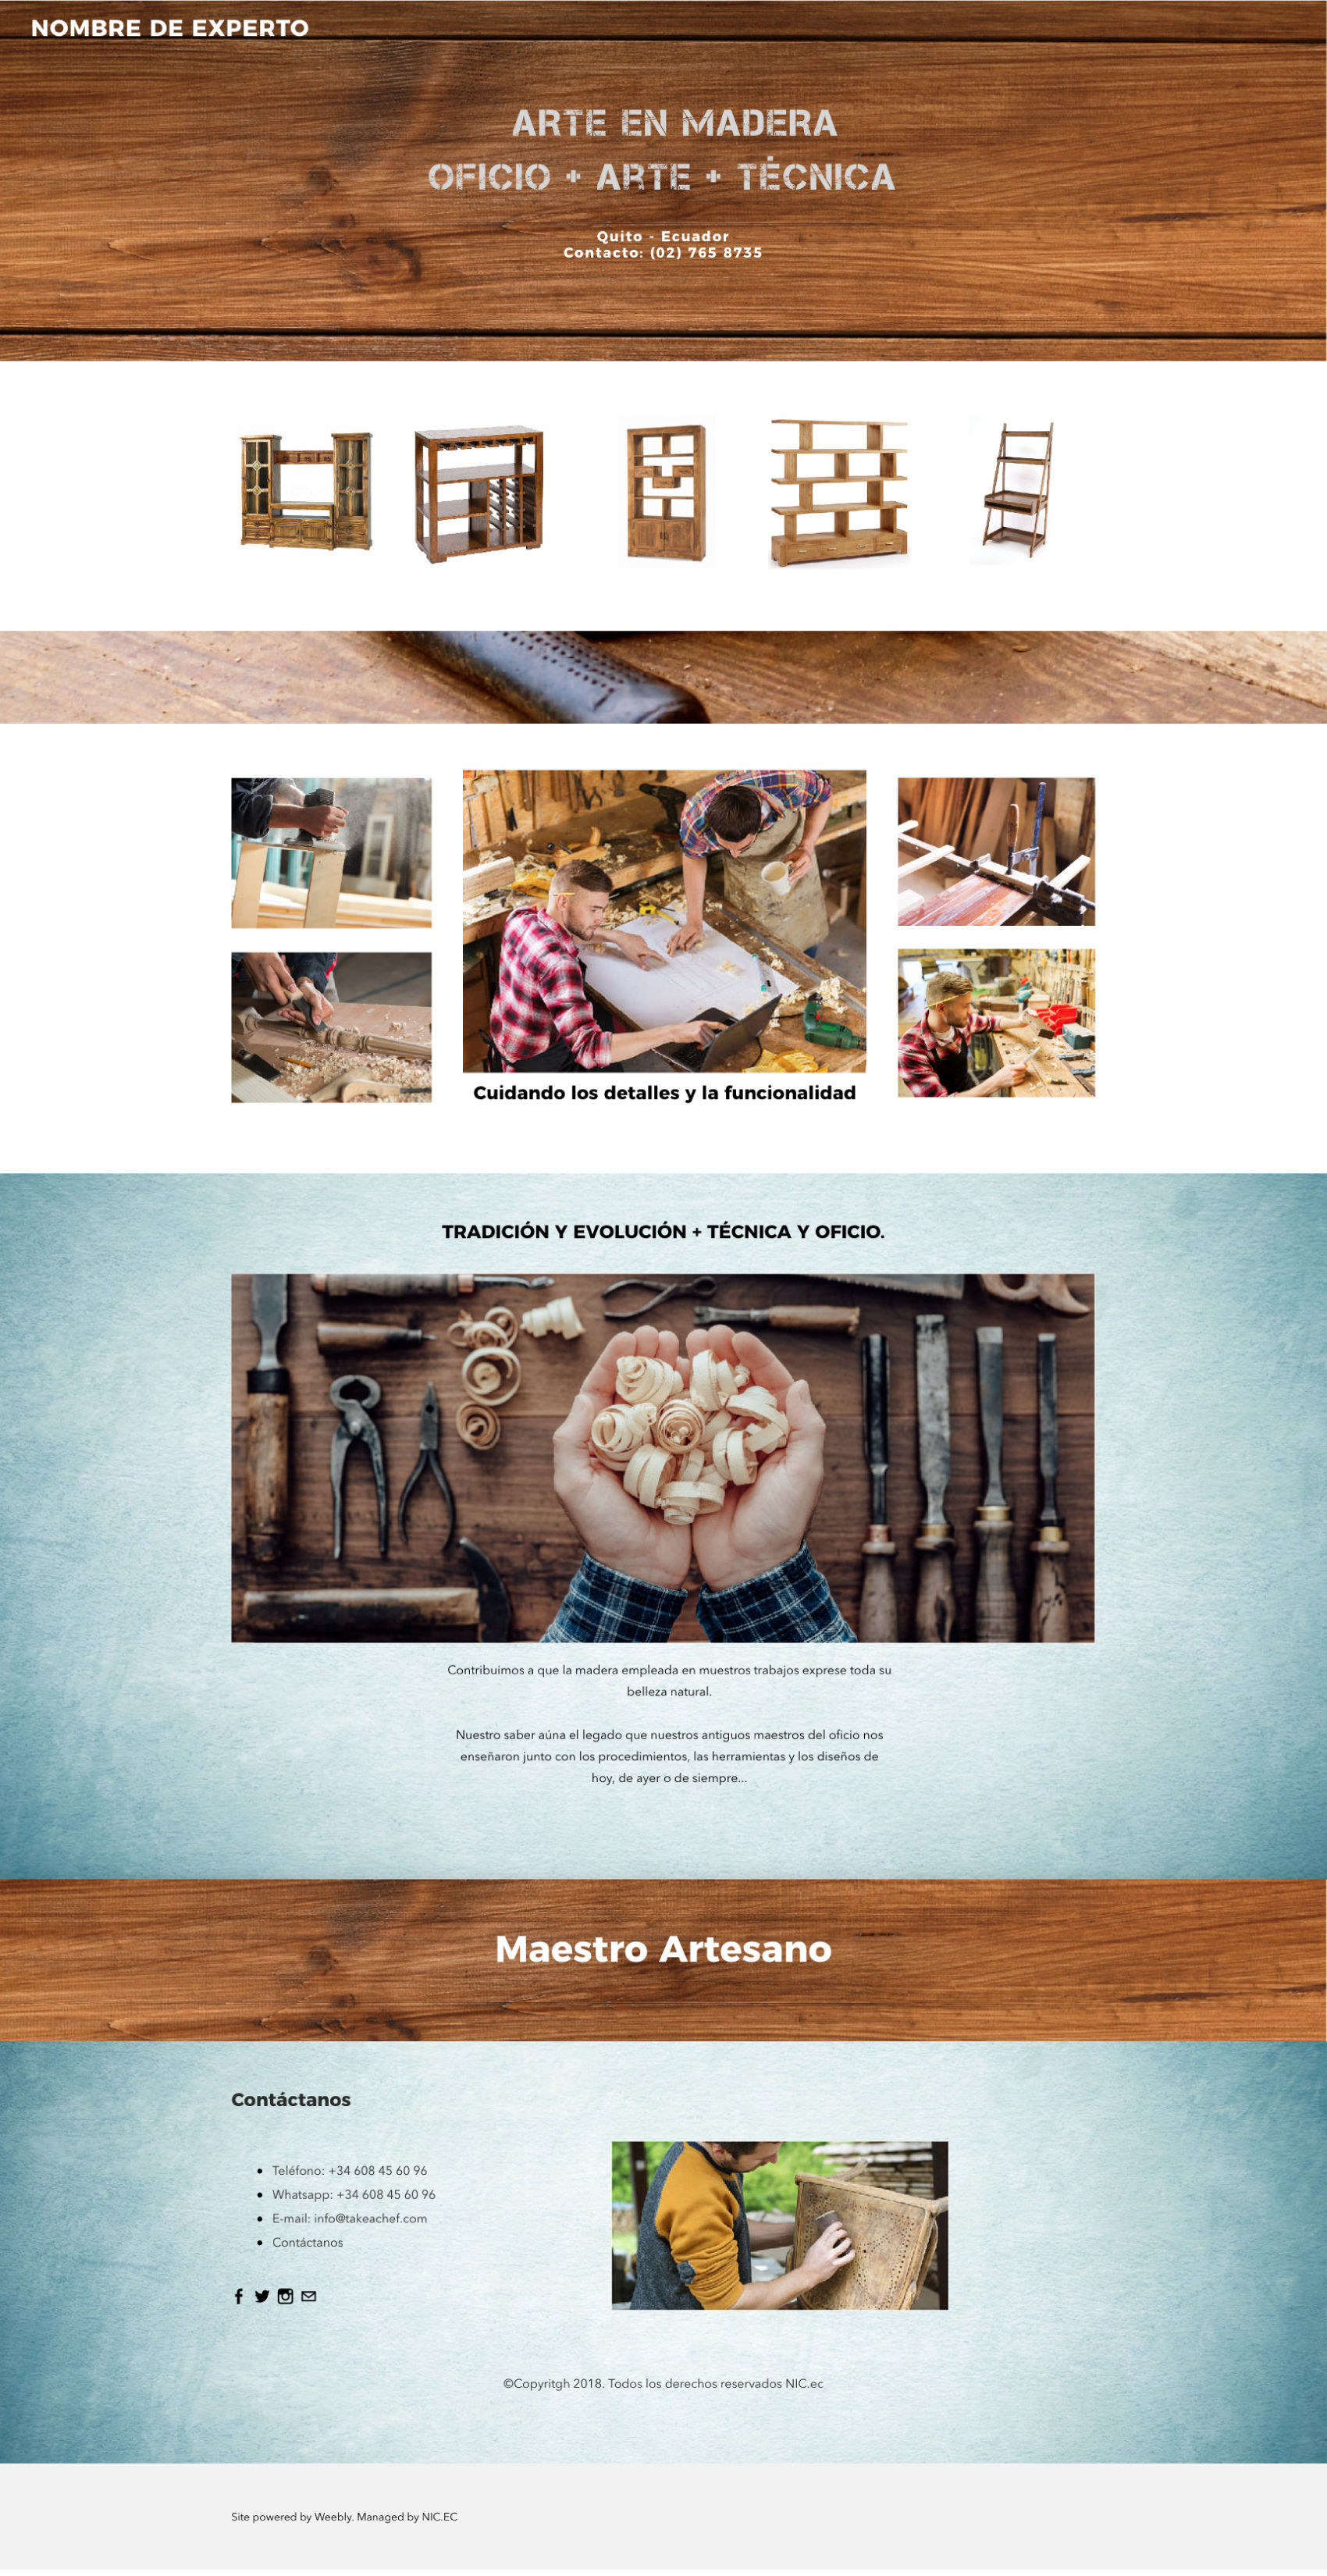 NOMBRE DE EXPERTO
ARTE EN MADERA
OFICIO + ARTE + TÉCNICA
Quito - Ecuador
Contacto: (02) 765 8735
Cuidando los detalles y la funcionalidad
TRADICIÓN Y EVOLUCIÓN + TÉCNICA Y OFICIO.
Contribuimos a que la madera empleada en muestros trabajos exprese toda su
belleza natural.
Nuestro saber aúna el legado que nuestros antiguos maestros del oficio nos
enseñaron junto con los procedimientos, las herramientas y los diseños de
hoy, de ayer o de siempre...
Maestro Artesano
Contáctanos
Teléfono: +34 608 45 60 96
Whatsapp: +34 608 45 60 96
E-mail: info@takeachef.com
Contáctanos
©Copyritgh 2018. Todos los derechos reservados NIC.ec
Site powered by Weebly. Managed by NIC.EC